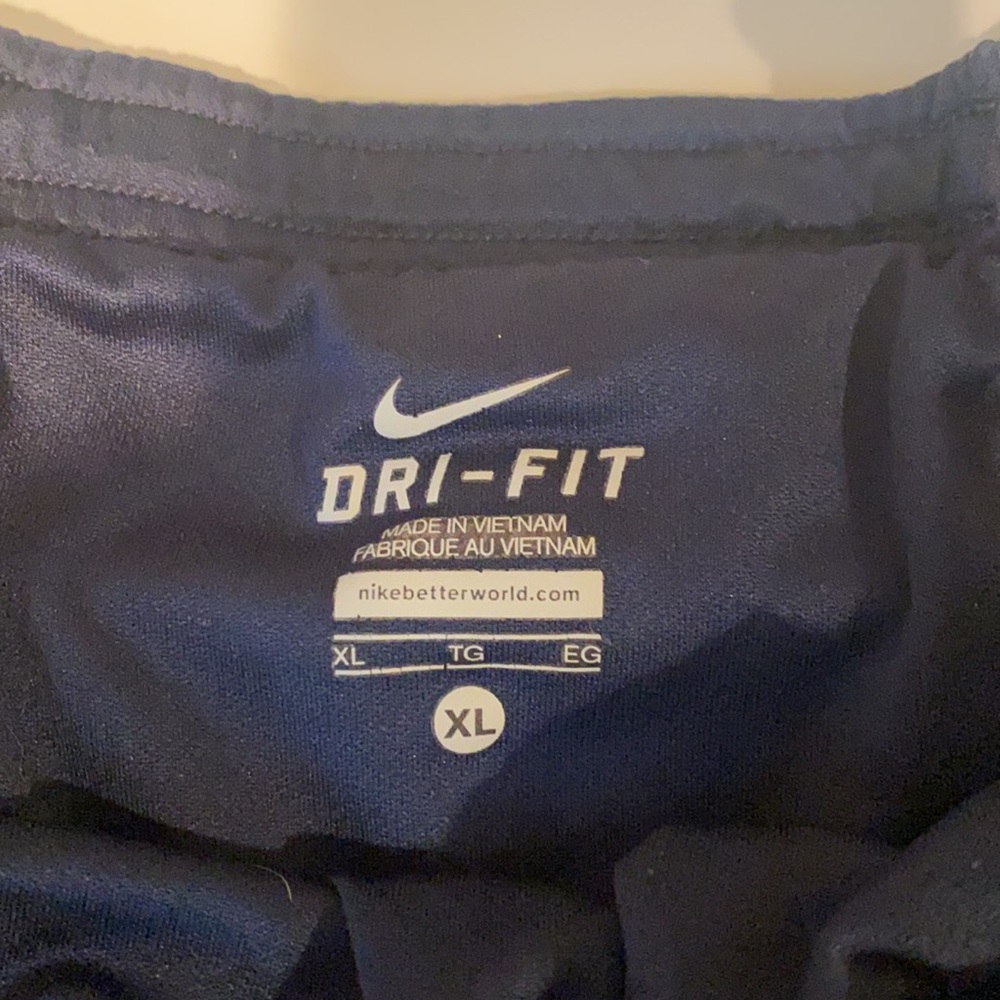 DRI-FIT
MADE IN VIETNAM
FABRIQUE AU VIETNAM
nikebetterworld.com
XL TG EG
XL